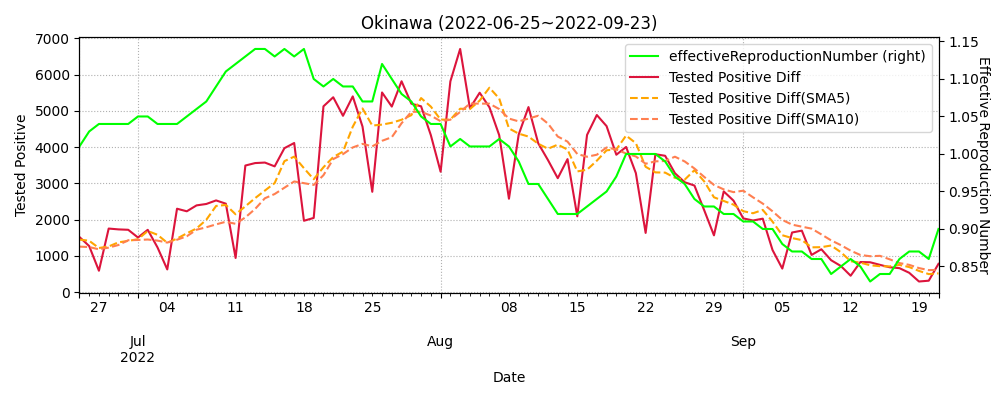 Okinawa (2022-06-25~2022-09-23)
effectiveReproductionNumber (right)
Tested Positive Diff
Tested Positive Diff(SMA5)
Tested Positive Diff(SMA10)
Tested Positive
7000
6000
5000
4000
3000
2000
1000
0
1.15
1.10
1.05
1.00
0.95
0.90
0.85
Effective Reproduction Number
27 04 11 18 25 08 15 22 29 05 12 19
Jul Aug Sep
2022
Date